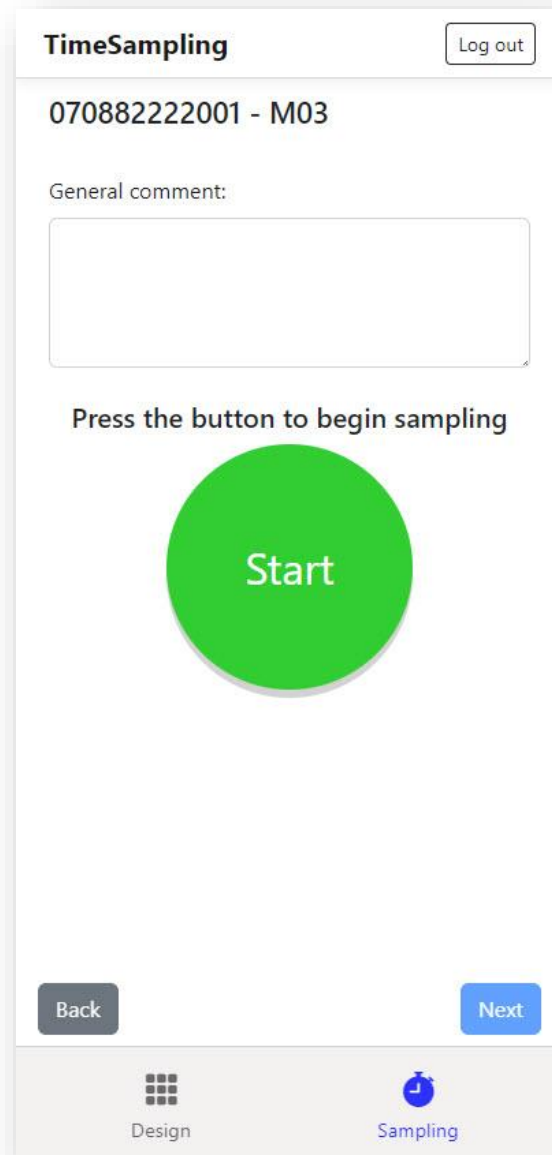 TimeSampling
Log out
070882222001 - M03
General comment:
Press the button to begin sampling
Start
Back
Next
Design
Sampling